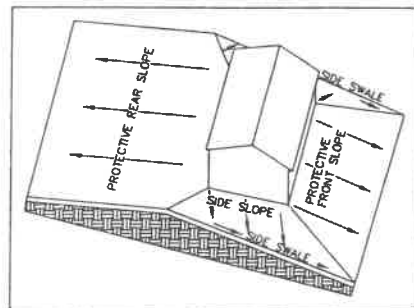 SIDE SWALE
PROTECTIVE REAR SLOPE
PROTECTIVE
FRONT SLOPE
SIDE SLOPE
SIDE SWALE